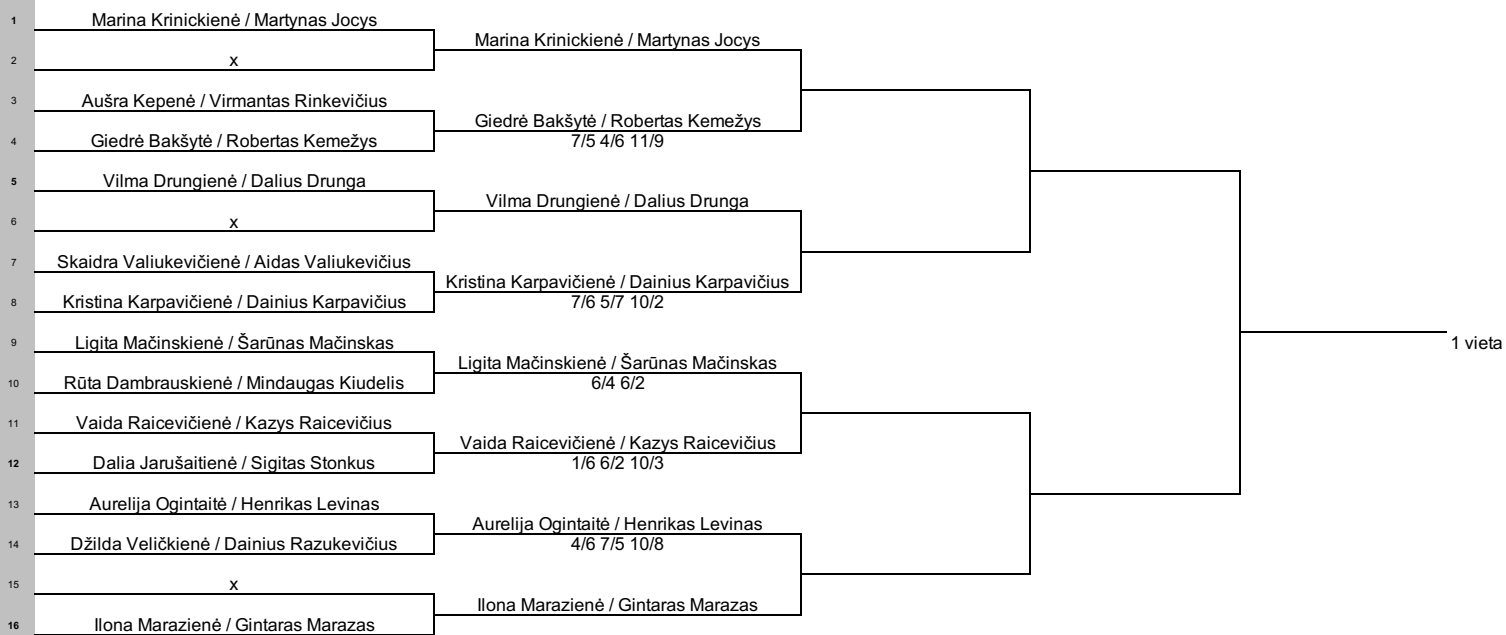 1 Marina Krinickienė / Martynas Jocys
Marina Krinickienė / Martynas Jocys
2 x
3 Aušra Kepenė / Virmantas Rinkevičius
Giedrė Bakšytė / Robertas Kemežys
4 Giedrė Bakšytė / Robertas Kemežys
7/5 4/6 11/9
5 Vilma Drungienė / Dalius Drunga
Vilma Drungienė / Dalius Drunga
6 x
7 Skaidra Valiukevičienė / Aidas Valiukevičius
Kristina Karpavičienė / Dainius Karpavičius
8 Kristina Karpavičienė / Dainius Karpavičius
7/6 5/7 10/2
9 Ligita Mačinskienė / Šarūnas Mačinskas
1 vieta
Ligita Mačinskienė / Šarūnas Mačinskas
10 Rūta Dambrauskienė / Mindaugas Kiudelis
6/4 6/2
11 Vaida Raicevičienė / Kazys Raicevičius
Vaida Raicevičienė / Kazys Raicevičius
12 Dalia Jarušaitienė / Sigitas Stonkus
1/6 6/2 10/3
13 Aurelija Ogintaitė / Henrikas Levinas
Aurelija Ogintaitė / Henrikas Levinas
14 Džilda Veličkienė / Dainius Razukevičius
4/6 7/5 10/8
15 x
Ilona Marazienė / Gintaras Marazas
16 Ilona Marazienė / Gintaras Marazas